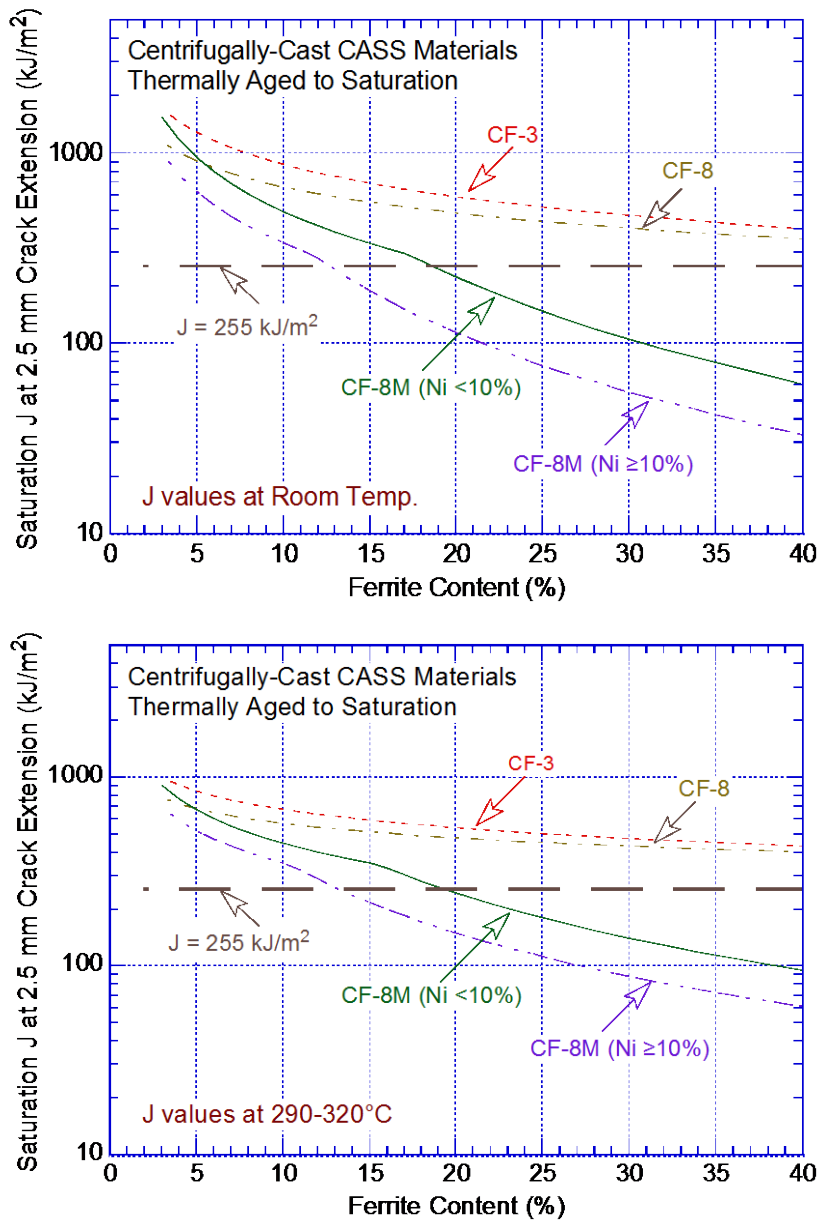 Saturation J at 2.5 mm Crack Extension (kJ/m²)
Centrifugally-Cast CASS Materials
Thermally Aged to Saturation
CF-3
CF-8
1000
J = 255 kJ/m²
100
CF-8M (Ni <10%)
CF-8M (Ni ≥10%)
J values at Room Temp.
10
0 5 10 15 20 25 30 35 40
Ferrite Content (%)
Saturation J at 2.5 mm Crack Extension (kJ/m²)
Centrifugally-Cast CASS Materials
Thermally Aged to Saturation
CF-3
CF-8
1000
J = 255 kJ/m²
100
CF-8M (Ni <10%)
CF-8M (Ni ≥10%)
J values at 290-320°C
10
0 5 10 15 20 25 30 35 40
Ferrite Content (%)